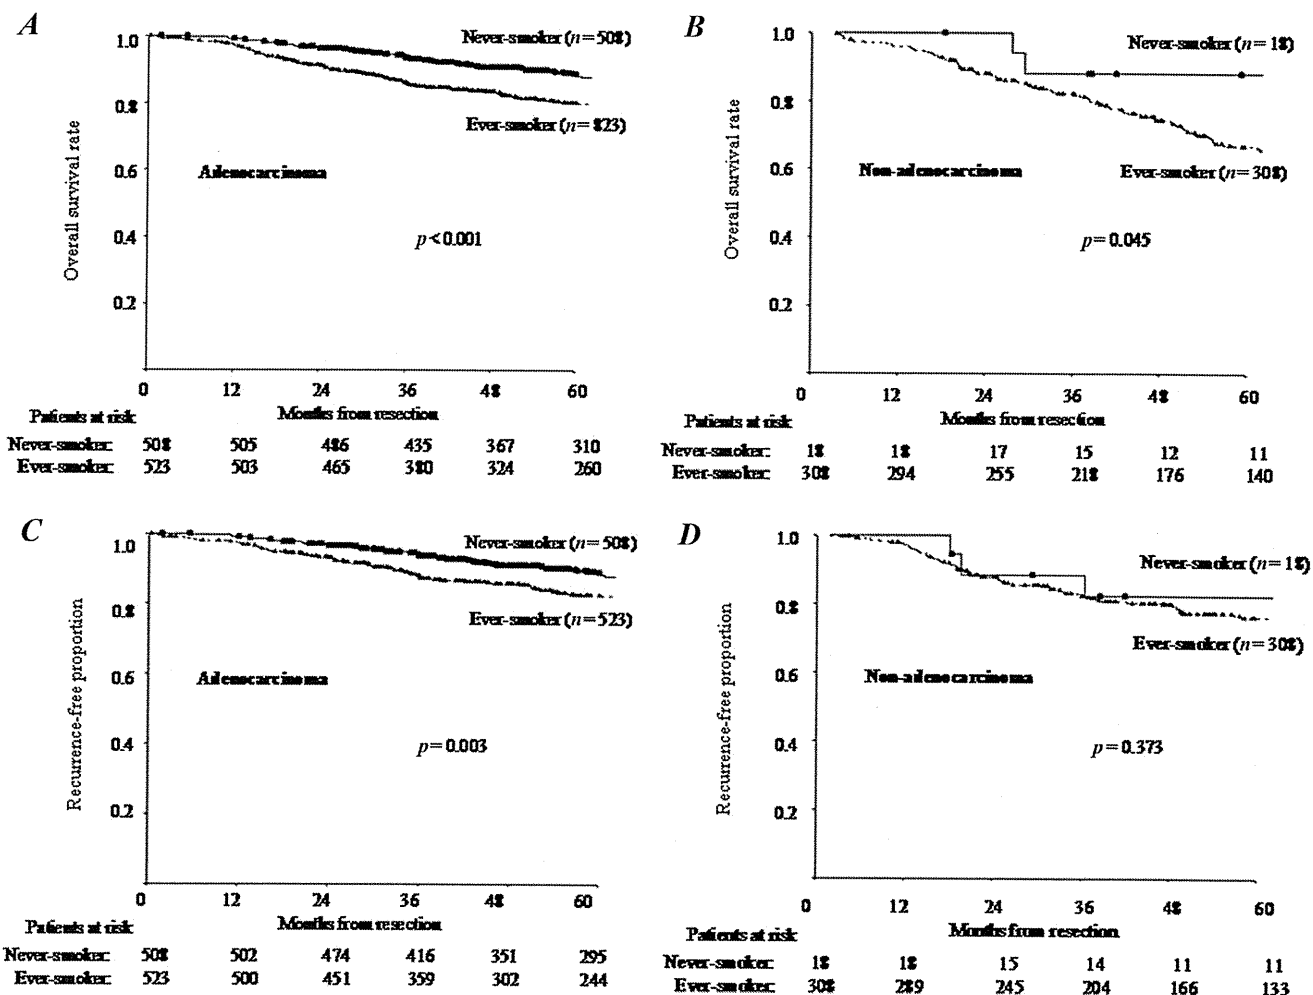 A
1.0
0.8
0.6
0.4
0.2
Overall survival rate
Never-smoker (n=508)
Ever-smoker (n=823)
Adenocarcinoma
p<0.001
0 12 24 36 48 60
Months from resection
Patients at risk
Never-smoker: 508 505 486 435 367 310
Ever-smoker: 523 503 465 380 324 260
B
1.0
0.8
0.6
0.4
0.2
Overall survival rate
Never-smoker (n=18)
Ever-smoker (n=308)
Non-adenocarcinoma
p=0.045
0 12 24 36 48 60
Months from resection
Patients at risk
Never-smoker: 18 18 17 15 12 11
Ever-smoker: 308 294 255 218 176 140
C
1.0
0.8
0.6
0.4
0.2
Recurrence-free proportion
Never-smoker (n=508)
Ever-smoker (n=523)
Adenocarcinoma
p=0.003
0 12 24 36 48 60
Months from resection
Patients at risk
Never-smoker: 508 502 474 416 351 295
Ever-smoker: 523 500 451 359 302 244
D
1.0
0.8
0.6
0.4
0.2
Recurrence-free proportion
Never-smoker (n=18)
Ever-smoker (n=308)
Non-adenocarcinoma
p=0.373
0 12 24 36 48 60
Months from resection
Patients at risk
Never-smoker: 18 18 15 14 11 11
Ever-smoker: 308 289 245 204 166 133